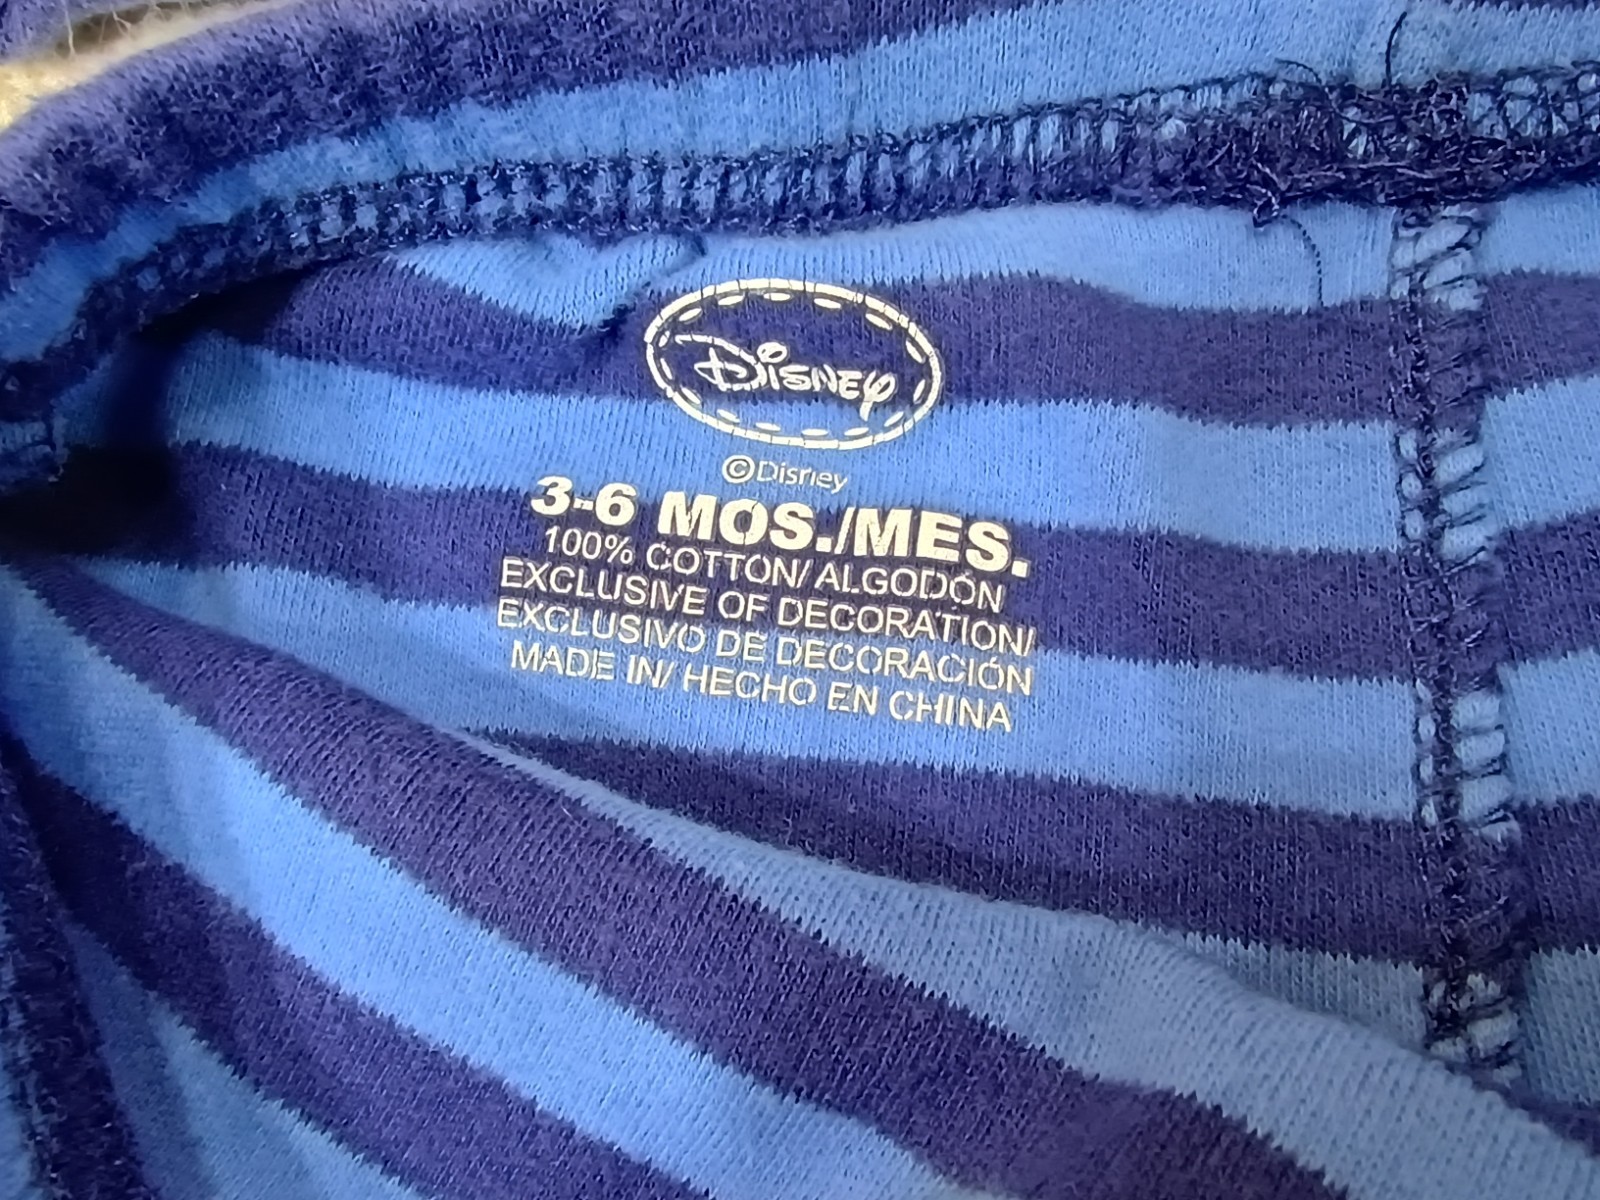 Disney
©Disney
3-6 MOS./MES.
100% COTTON/ ALGODÓN
EXCLUSIVE OF DECORATION/
EXCLUSIVO DE DECORACIÓN
MADE IN/ HECHO EN CHINA